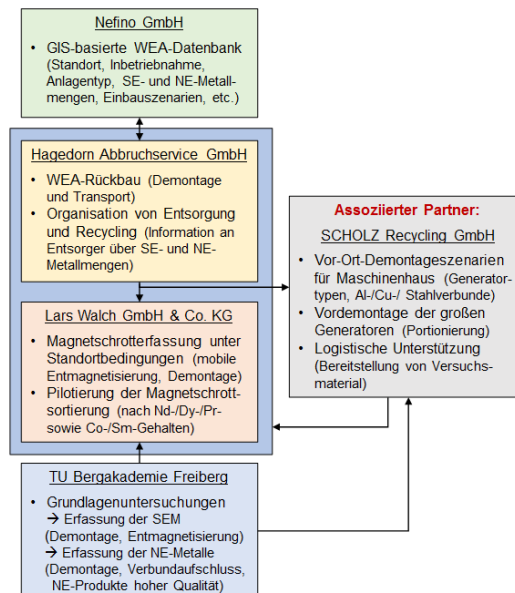 Nefino GmbH
• GIS-basierte WEA-Datenbank
(Standort, Inbetriebnahme,
Anlagentyp, SE- und NE-Metall-
mengen, Einbauszenarien, etc.)
Hagedorn Abbruchservice GmbH
• WEA-Rückbau (Demontage
und Transport)
• Organisation von Entsorgung
und Recycling (Information an
Entsorger über SE- und NE-
Metallmengen)
Lars Walch GmbH & Co. KG
• Magnetschrotterfassung unter
Standortbedingungen (mobile
Entmagnetisierung, Demontage)
• Pilotierung der Magnetschrott-
sortierung (nach Nd-/Dy-/Pr-
sowie Co-/Sm-Gehalten)
Assoziierter Partner:
SCHOLZ Recycling GmbH
• Vor-Ort-Demontageszenarien
für Maschinenhaus (Generator-
typen, Al-/Cu-/ Stahlverbunde)
• Vordemontage der großen
Generatoren (Portionierung)
• Logistische Unterstützung
(Bereitstellung von Versuchs-
material)
TU Bergakademie Freiberg
• Grundlagenuntersuchungen
→ Erfassung der SEM
(Demontage, Entmagnetisierung)
→ Erfassung der NE-Metalle
(Demontage, Verbundaufschluss,
NE-Produkte hoher Qualität)